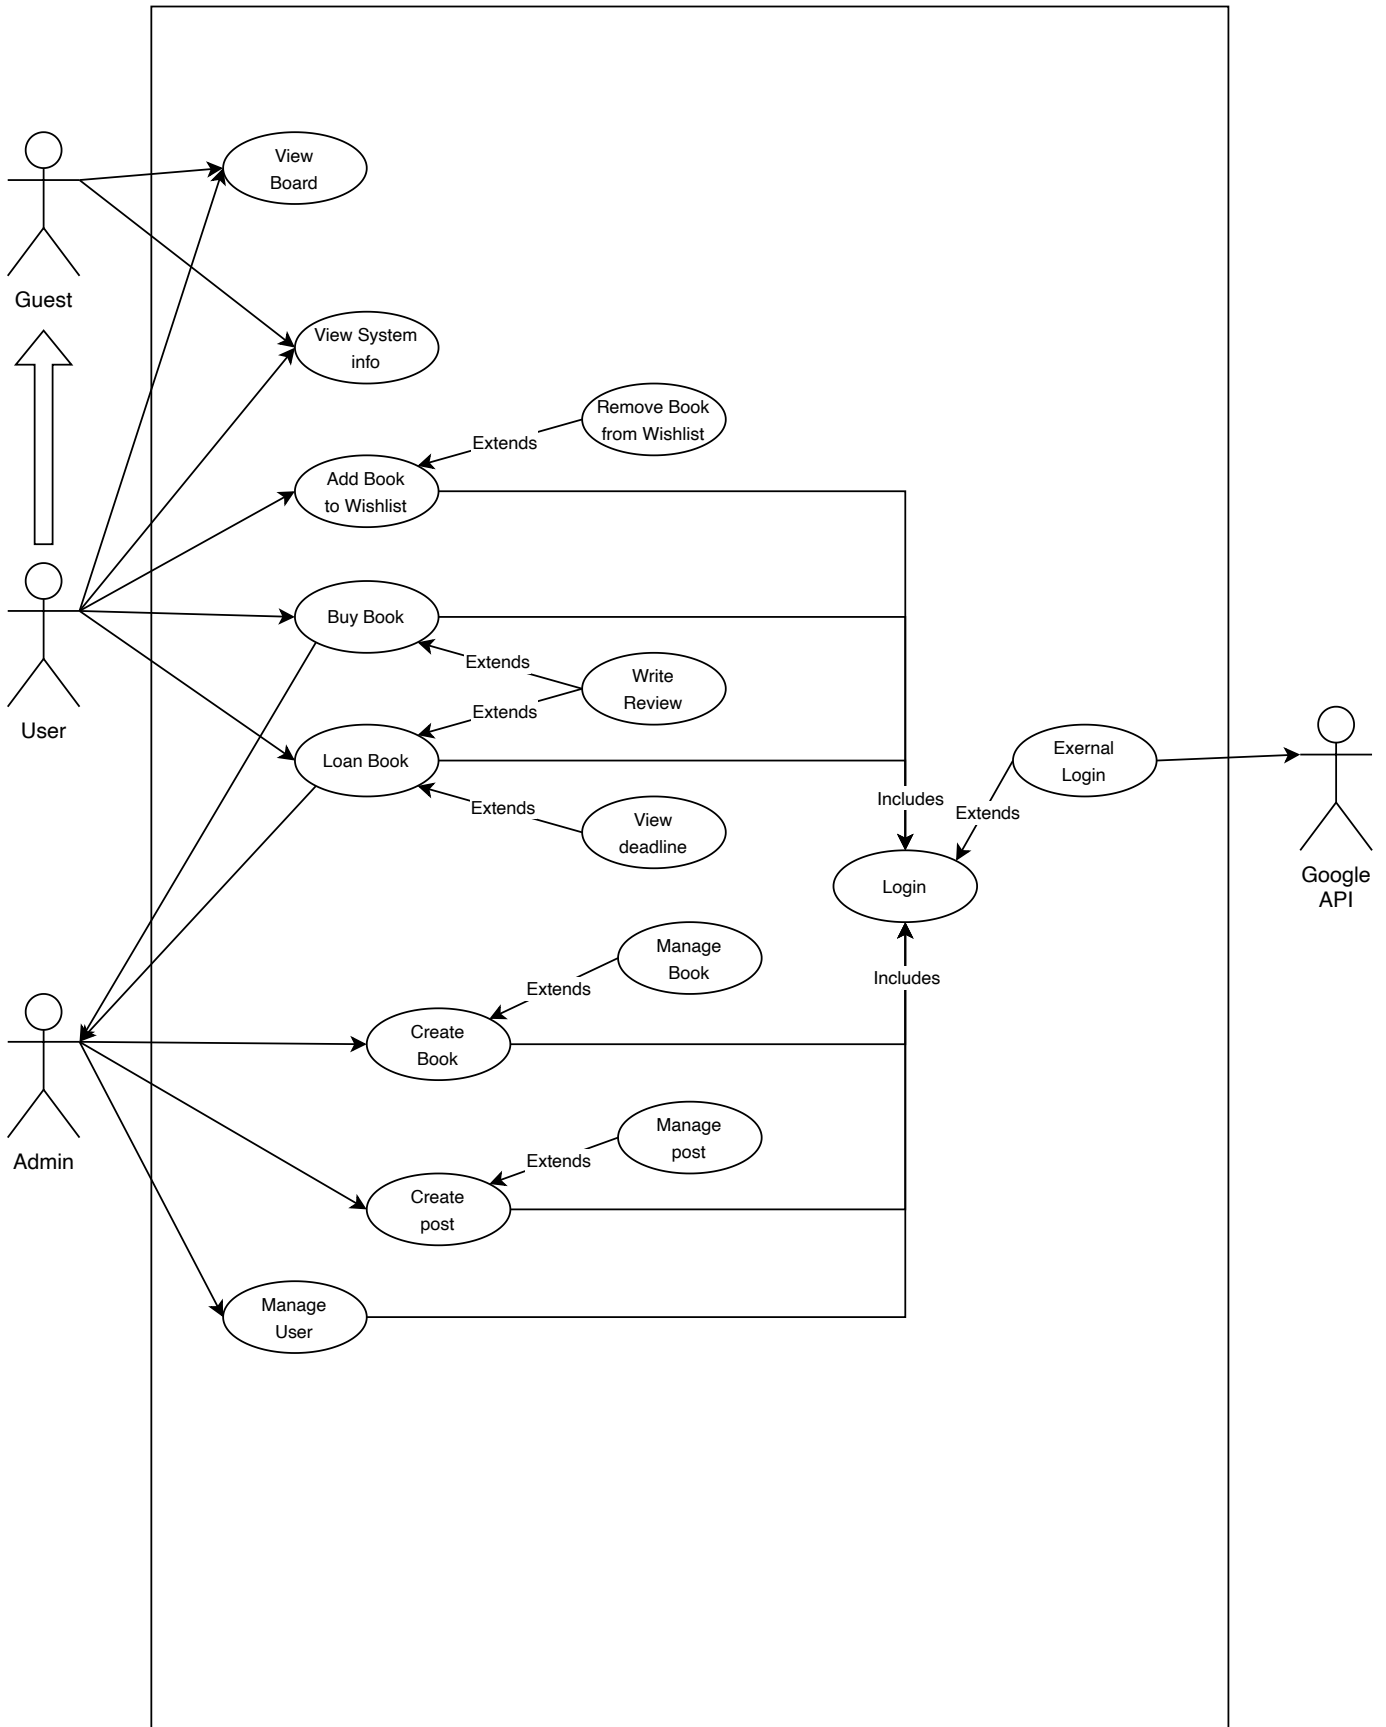 View
Board
Guest
View System
info
Remove Book
from Wishlist
Extends
Add Book
to Wishlist
Buy Book
Extends
Write
Review
Extends
User
Loan Book
Exernal
Login
Includes
Extends
Extends
View
deadline
Login
Google
API
Manage
Book
Includes
Extends
Create
Book
Manage
post
Extends
Admin
Create
post
Manage
User